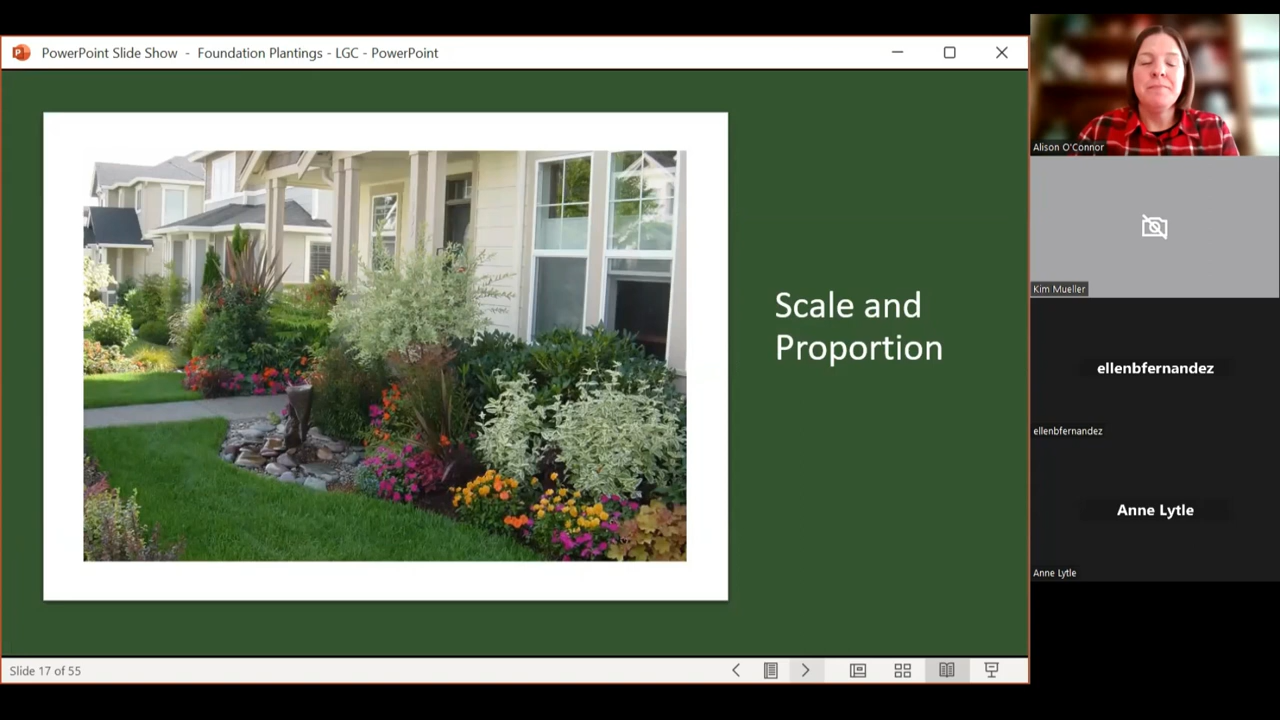 PowerPoint Slide Show - Foundation Plantings - LGC - PowerPoint
Scale and
Proportion
Slide 17 of 55
Alison O'Connor
Kim Mueller
ellenbfernandez
ellenbfernandez
Anne Lytle
Anne Lytle